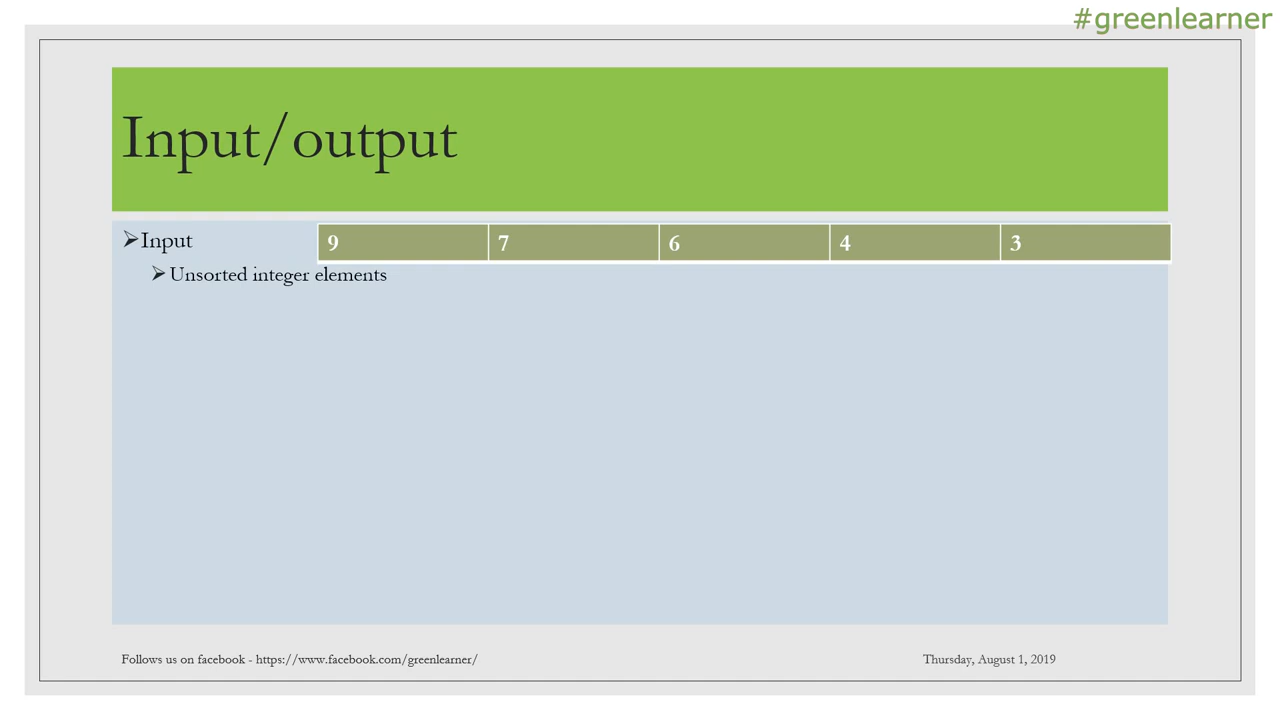 #greenlearner
Input/output
➢Input
9 7 6 4 3
➢Unsorted integer elements
Follows us on facebook - https://www.facebook.com/greenlearner/
Thursday, August 1, 2019